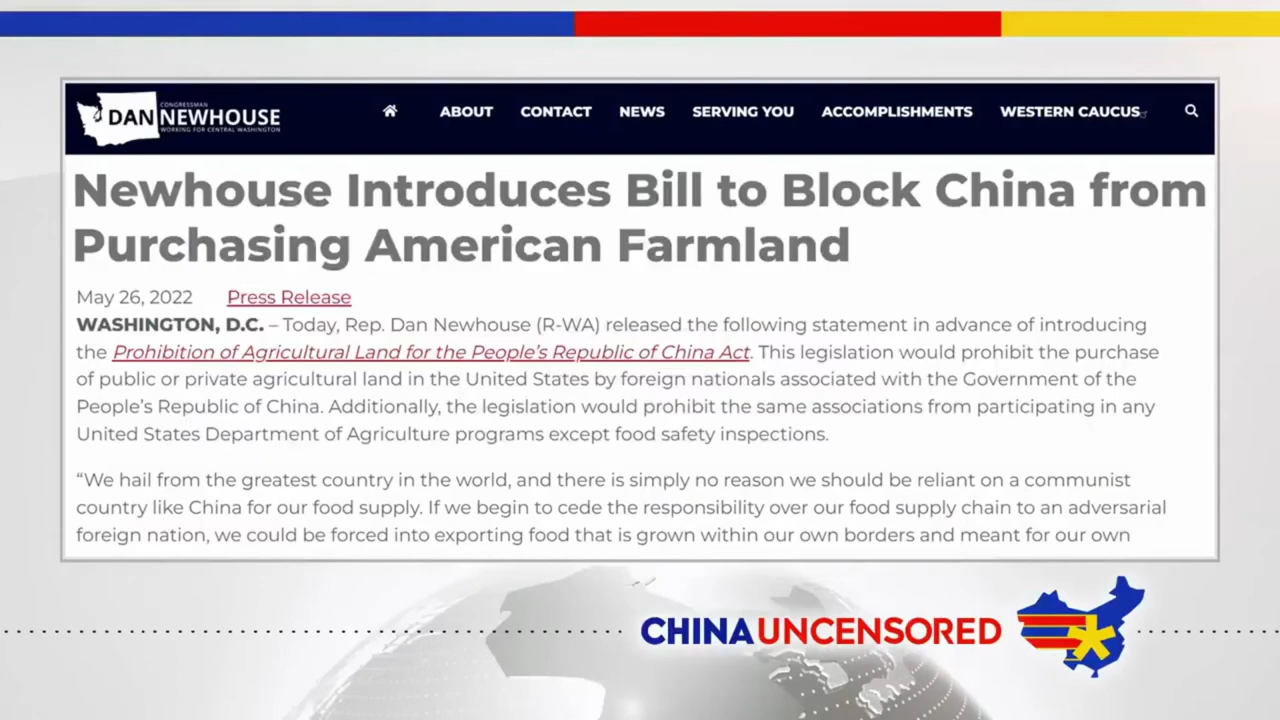 CONGRESSMAN
DAN NEWHOUSE
WORKING FOR CENTRAL WASHINGTON
ABOUT CONTACT NEWS SERVING YOU ACCOMPLISHMENTS WESTERN CAUCUS
Newhouse Introduces Bill to Block China from
Purchasing American Farmland
May 26, 2022 Press Release
WASHINGTON, D.C. – Today, Rep. Dan Newhouse (R-WA) released the following statement in advance of introducing
the Prohibition of Agricultural Land for the People’s Republic of China Act. This legislation would prohibit the purchase
of public or private agricultural land in the United States by foreign nationals associated with the Government of the
People’s Republic of China. Additionally, the legislation would prohibit the same associations from participating in any
United States Department of Agriculture programs except food safety inspections.
“We hail from the greatest country in the world, and there is simply no reason we should be reliant on a communist
country like China for our food supply. If we begin to cede the responsibility over our food supply chain to an adversarial
foreign nation, we could be forced into exporting food that is grown within our own borders and meant for our own
CHINA UNCENSORED